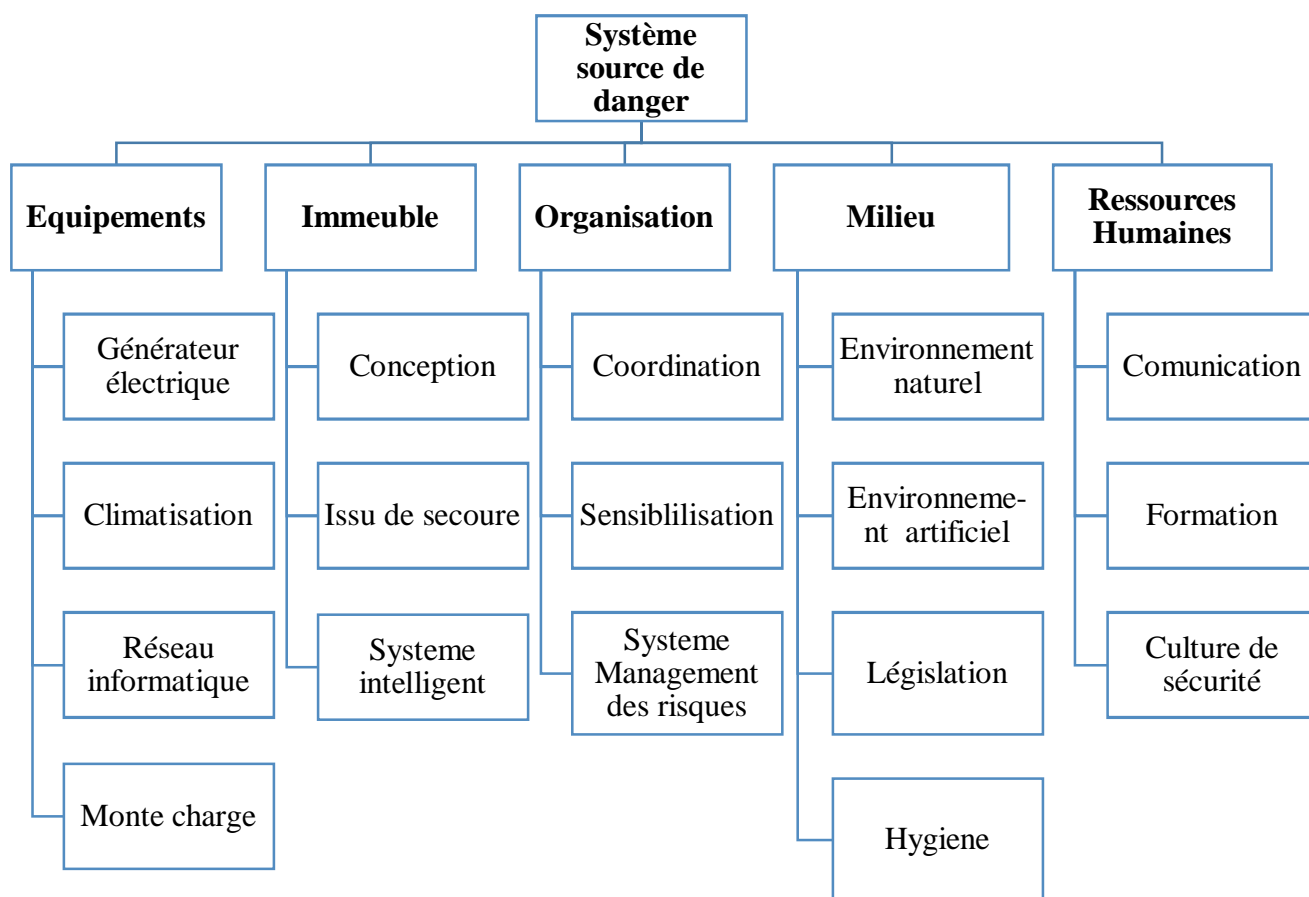 Système
source de
danger
Equipements
Immeuble
Organisation
Milieu
Ressources
Humaines
Générateur
électrique
Conception
Coordination
Environnement
naturel
Comunication
Climatisation
Issu de secoure
Sensiblilisation
Environneme-
nt artificiel
Formation
Réseau
informatique
Systeme
intelligent
Systeme
Management
des risques
Législation
Culture de
sécurité
Monte charge
Hygiene